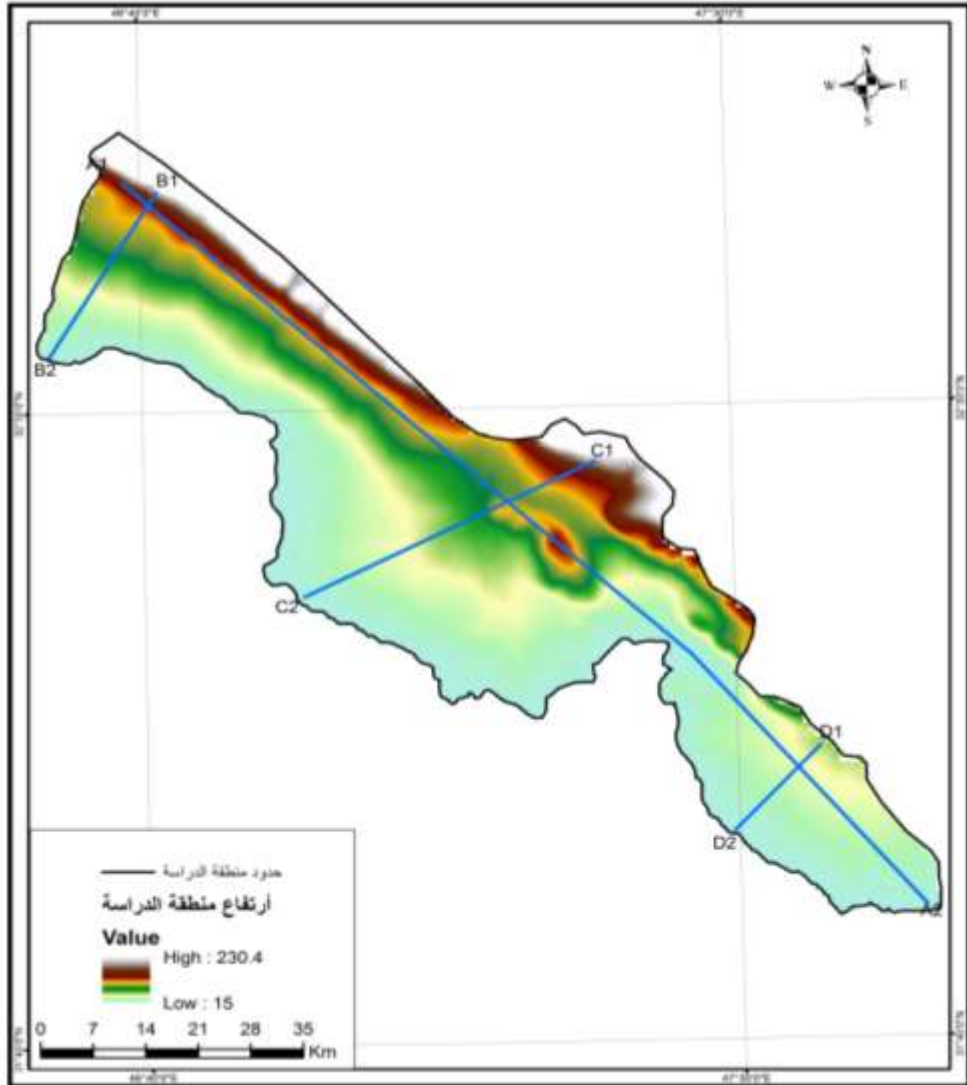 N
W E
S
A1
B1
B2
C1
C2
D1
D2
A2
حدود منطقة الدراسة
أرتفاع منطقة الدراسة
Value
High : 230.4
Low : 15
0 7 14 21 28 35
Km